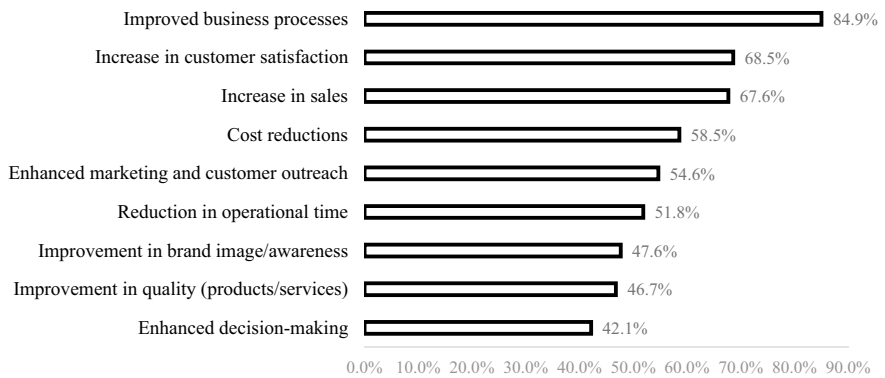 Improved business processes 84.9%
Increase in customer satisfaction 68.5%
Increase in sales 67.6%
Cost reductions 58.5%
Enhanced marketing and customer outreach 54.6%
Reduction in operational time 51.8%
Improvement in brand image/awareness 47.6%
Improvement in quality (products/services) 46.7%
Enhanced decision-making 42.1%
0.0% 10.0% 20.0% 30.0% 40.0% 50.0% 60.0% 70.0% 80.0% 90.0%